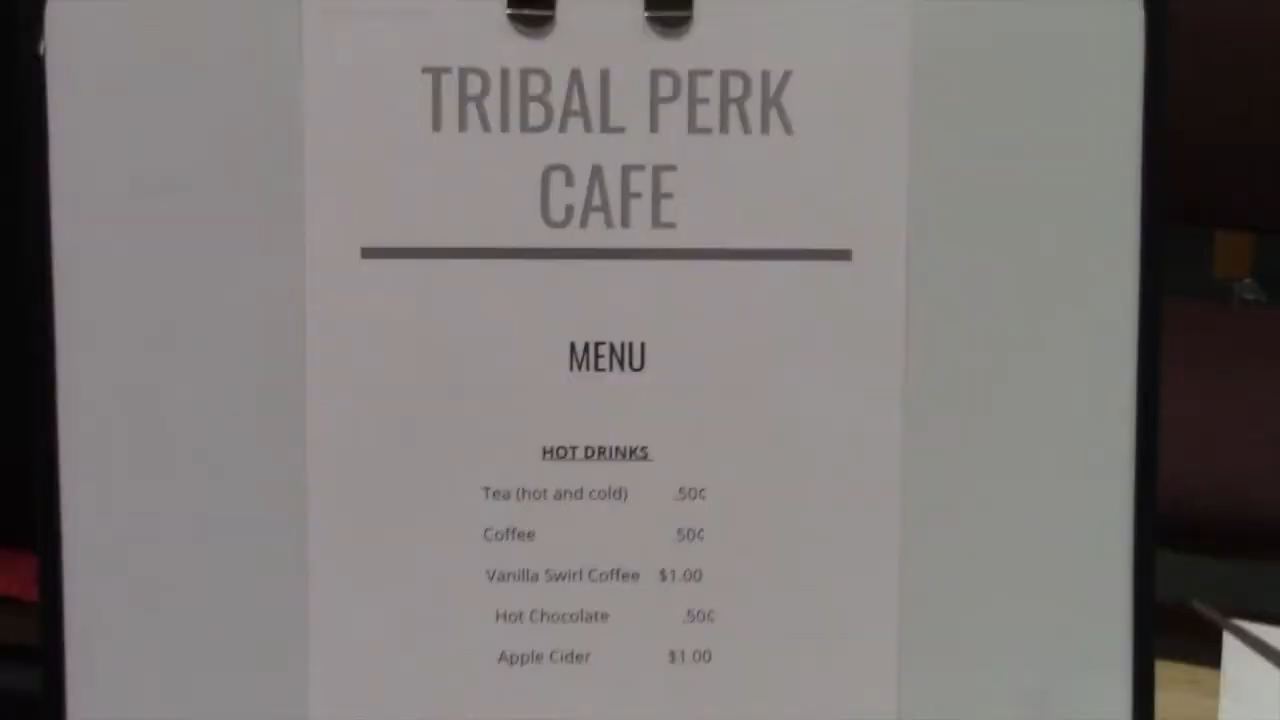 TRIBAL PERK
CAFE
MENU
HOT DRINKS
Tea (hot and cold) .50¢
Coffee .50¢
Vanilla Swirl Coffee $1.00
Hot Chocolate .50¢
Apple Cider $1.00